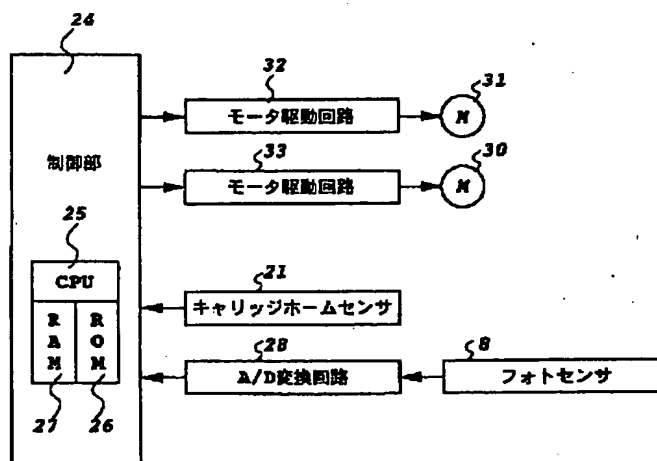 24
32
31
モータ駆動回路
M
制御部
33
30
モータ駆動回路
M
25
CPU
RAM
ROM
27
26
21
キャリッジホームセンサ
28
8
A/D変換回路
フォトセンサ